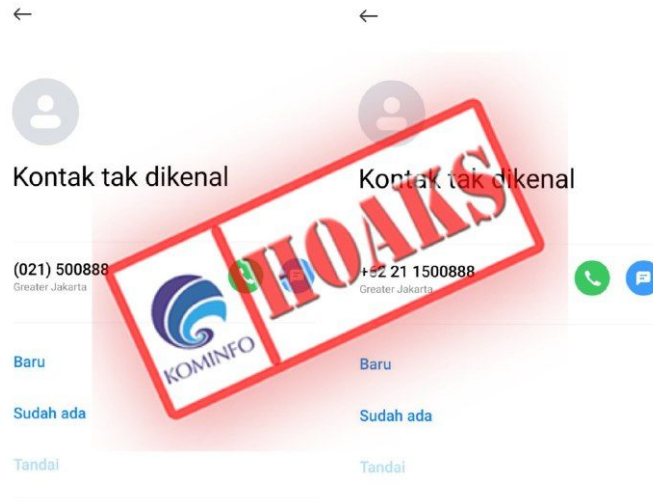 Kontak tak dikenal
(021) 500888
Greater Jakarta
Baru
Sudah ada
Tandai
Kontak tak dikenal
+62 21 1500888
Greater Jakarta
Baru
Sudah ada
Tandai
KOMINFO
HOAKS